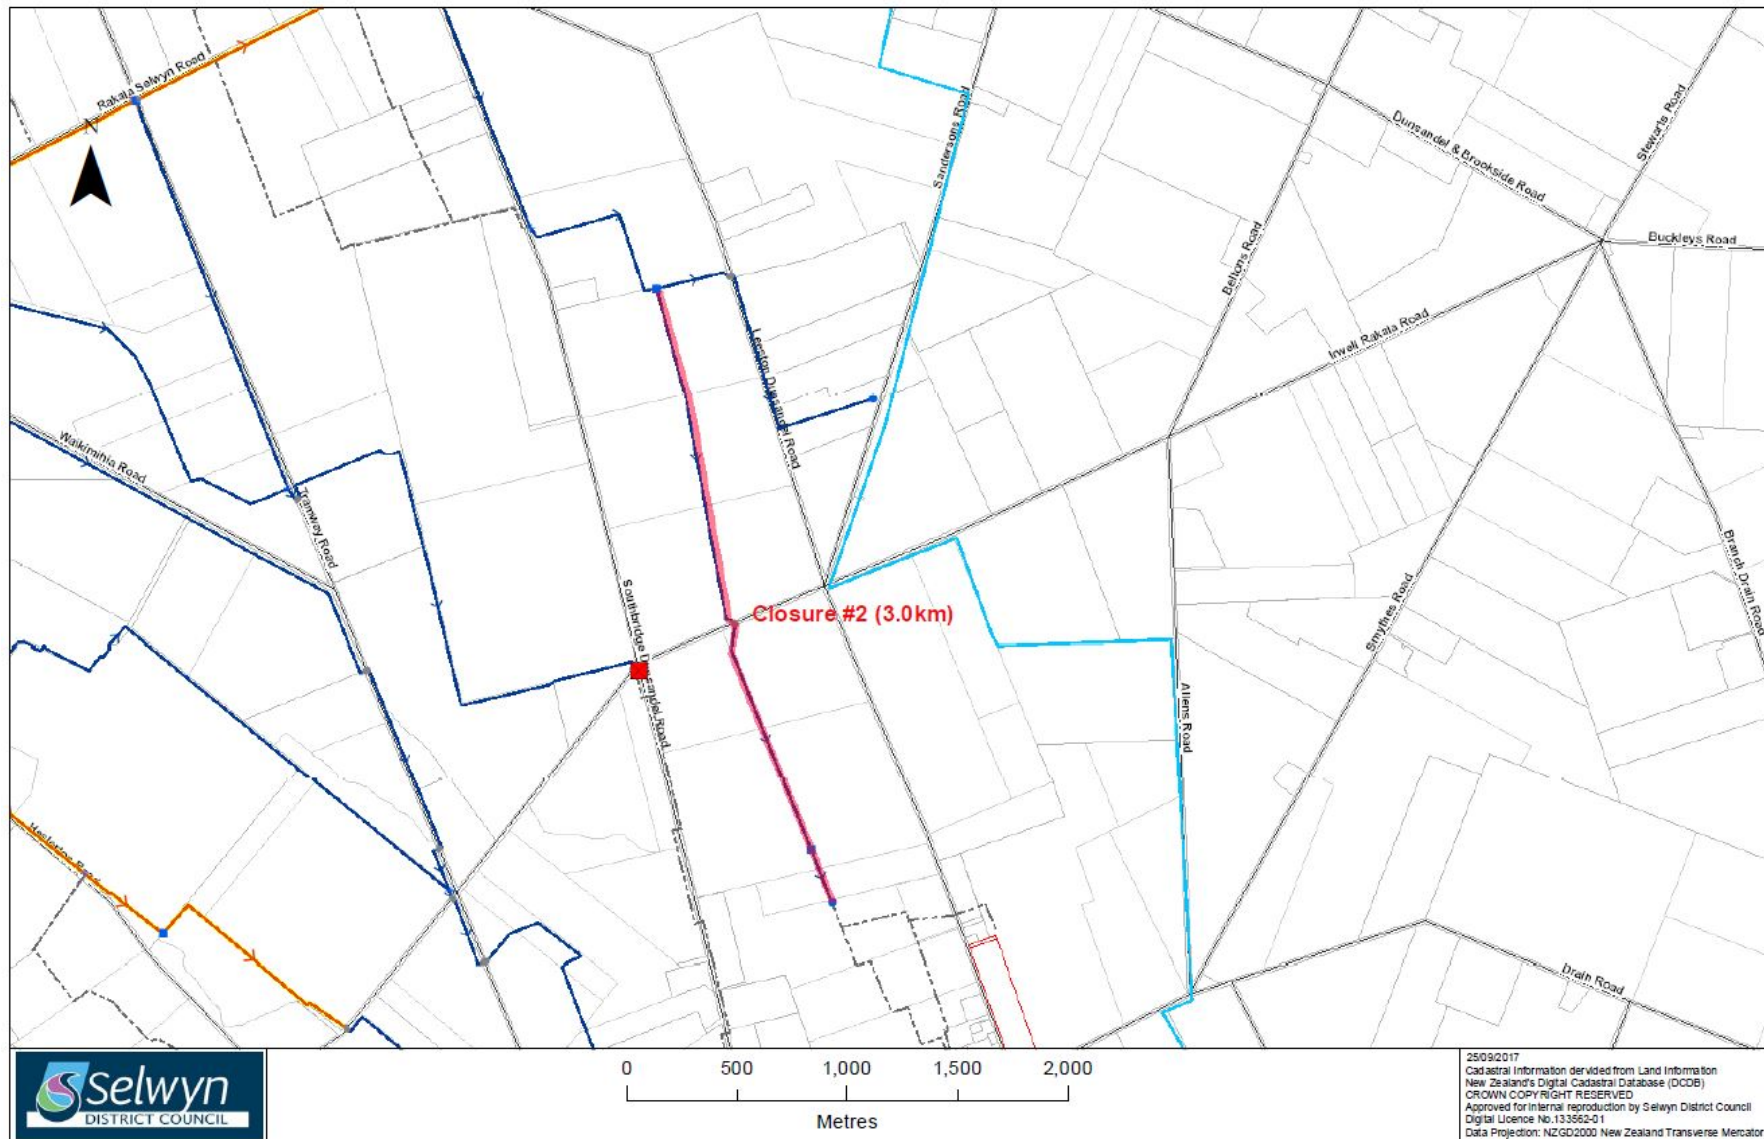 Rakaia Selwyn Road
N
Sandersons Road
Dunsandel & Brookside Road
Stewarts Road
Buckleys Road
Beltons Road
Irwell Rakaia Road
Leeston Dunsandel Road
Waikirihia Road
Tramway Road
Southbridge Dunsandel Road
Closure #2 (3.0km)
Smythes Road
Branch Drain Road
Allens Road
Drain Road
Selwyn
DISTRICT COUNCIL
0 500 1,000 1,500 2,000
Metres
25/09/2017
Cadastral Information dervided from Land Information
New Zealand's Digital Cadastral Database (DCDB)
CROWN COPYRIGHT RESERVED
Approved for internal reproduction by Selwyn District Council
Digital Licence No.133562-01
Data Projection: NZGD2000 New Zealand Transverse Mercator